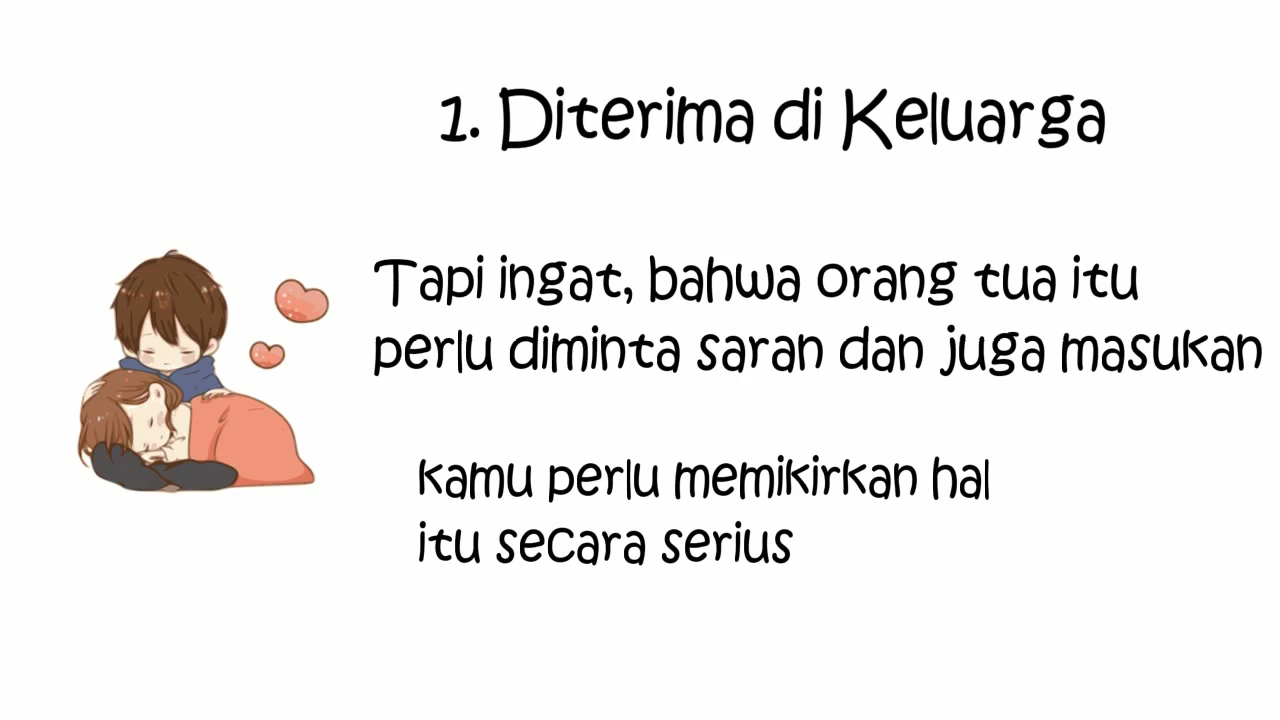 1. Diterima di Keluarga
Tapi ingat, bahwa orang tua itu
perlu diminta saran dan juga masukan
kamu perlu memikirkan hal
itu secara serius